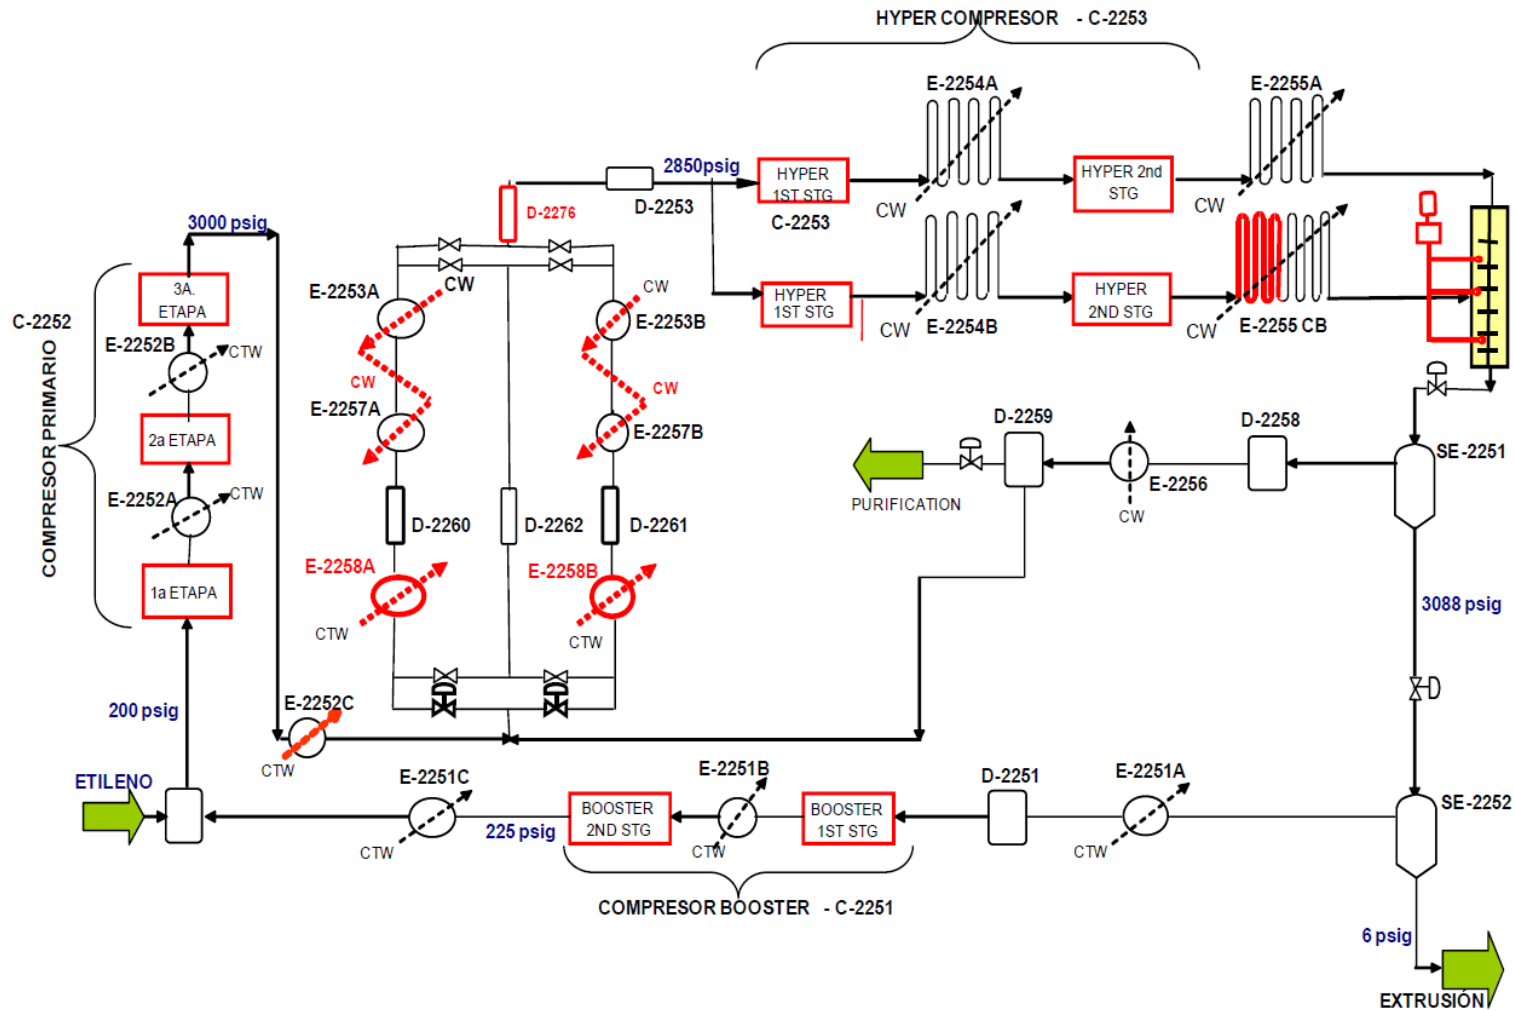 HYPER COMPRESOR - C-2253
E-2254A
E-2255A
2850psig
HYPER
1ST STG
HYPER 2nd
STG
D-2276
D-2253
C-2253
CW
CW
3000 psig
3A.
ETAPA
C-2252
COMPRESOR PRIMARIO
E-2252B
CTW
E-2253A
CW
CW
E-2253B
HYPER
1ST STG
CW
E-2254B
HYPER
2ND STG
CW
E-2255 CB
CW
CW
E-2257A
E-2257B
2a ETAPA
D-2259
D-2258
SE-2251
E-2252A
CTW
PURIFICATION
E-2256
CW
D-2260
D-2262
D-2261
E-2258A
E-2258B
1a ETAPA
CTW
CTW
3088 psig
200 psig
E-2252C
CTW
ETILENO
E-2251C
E-2251B
D-2251
E-2251A
SE-2252
BOOSTER
2ND STG
BOOSTER
1ST STG
225 psig
CTW
CTW
CTW
COMPRESOR BOOSTER - C-2251
6 psig
EXTRUSIÓN